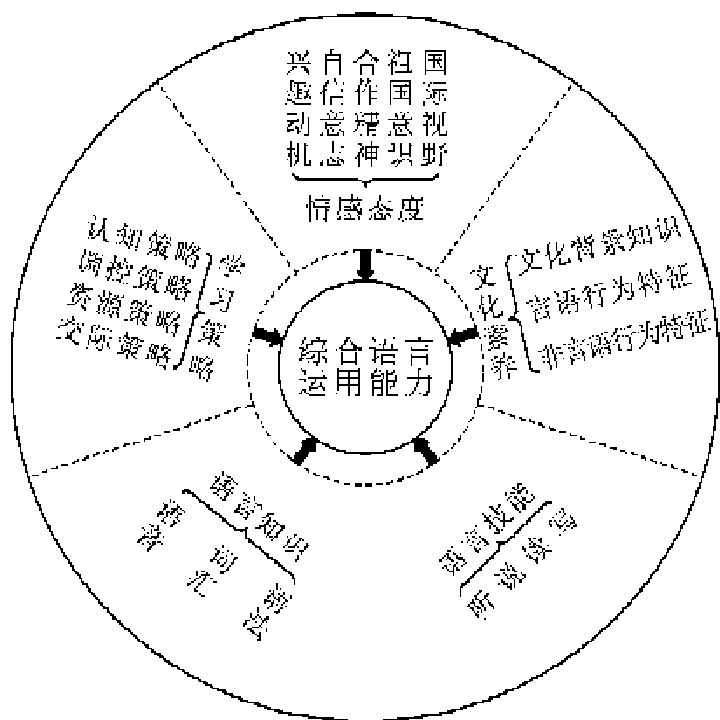 兴趣动机
自信意志
合作精神
祖国意识
国际视野
情感态度
认知策略
调控策略
资源策略
交际策略
学习策略
文化素养
文化背景知识
言语行为特征
非言语行为特征
综合语言
运用能力
语言知识
语音
词汇
语法
语言技能
听说读写